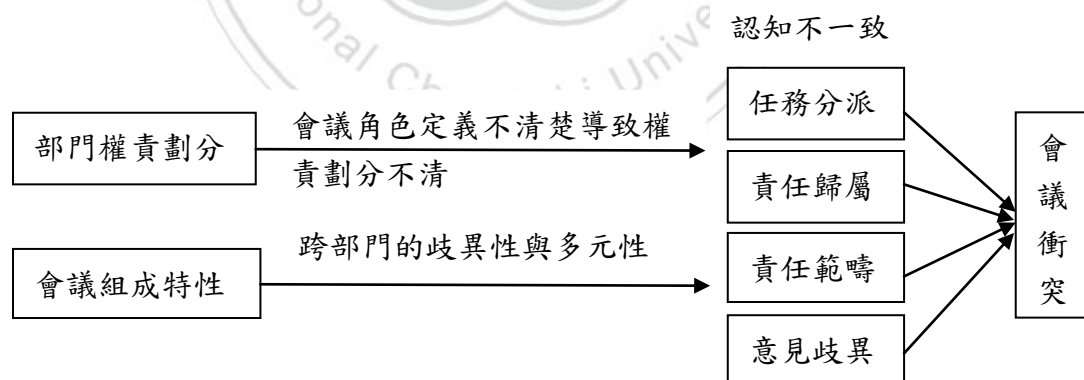 onal Chengchi Unive
認知不一致
任務分派
部門權責劃分
會議角色定義不清楚導致權
責劃分不清
責任歸屬
會議組成特性
跨部門的歧異性與多元性
責任範疇
意見歧異
會議衝突